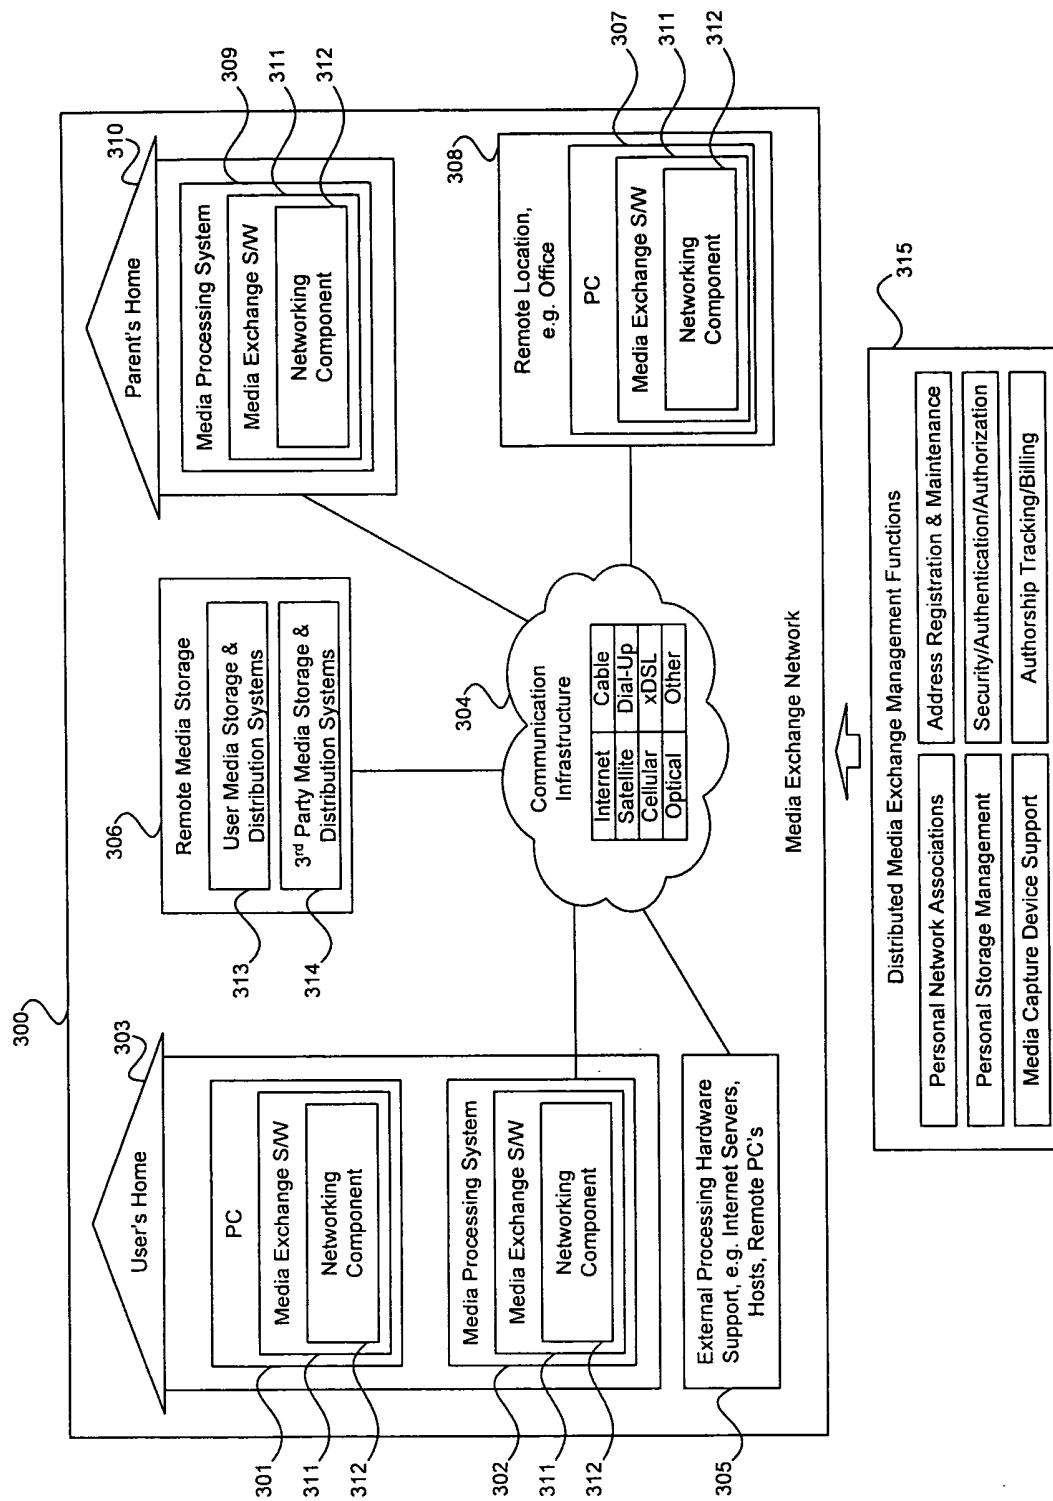 300
303
User's Home
PC
Media Exchange S/W
Networking
Component
301
311
312
Media Processing System
Media Exchange S/W
Networking
Component
302
311
312
External Processing Hardware
Support, e.g. Internet Servers,
Hosts, Remote PC's
305
306
Remote Media Storage
User Media Storage &
Distribution Systems
3rd Party Media Storage &
Distribution Systems
313
314
304
Communication
Infrastructure
Internet Cable
Satellite Dial-Up
Cellular xDSL
Optical Other
310
Parent's Home
309
311
312
Media Processing System
Media Exchange S/W
Networking
Component
308
307
311
312
Remote Location,
e.g. Office
PC
Media Exchange S/W
Networking
Component
Media Exchange Network
315
Distributed Media Exchange Management Functions
Personal Network Associations
Address Registration & Maintenance
Personal Storage Management
Security/Authentication/Authorization
Media Capture Device Support
Authorship Tracking/Billing